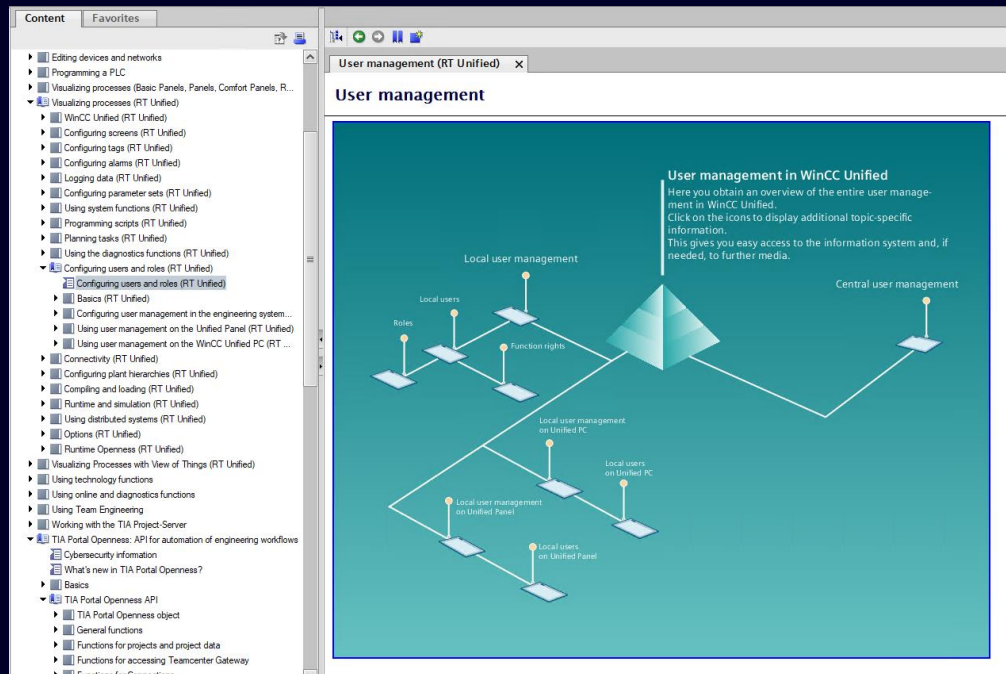 Content
Favorites
Editing devices and networks
Programming a PLC
Visualizing processes (Basic Panels, Panels, Comfort Panels, R...
Visualizing processes (RT Unified)
WinCC Unified (RT Unified)
Configuring screens (RT Unified)
Configuring tags (RT Unified)
Configuring alarms (RT Unified)
Logging data (RT Unified)
Configuring parameter sets (RT Unified)
Using system functions (RT Unified)
Programming scripts (RT Unified)
Planning tasks (RT Unified)
Using the diagnostics functions (RT Unified)
Configuring users and roles (RT Unified)
Configuring users and roles (RT Unified)
Basics (RT Unified)
Configuring user management in the engineering system...
Using user management on the Unified Panel (RT Unified)
Using user management on the WinCC Unified PC (RT ...
Connectivity (RT Unified)
Configuring plant hierarchies (RT Unified)
Compiling and loading (RT Unified)
Runtime and simulation (RT Unified)
Using distributed systems (RT Unified)
Options (RT Unified)
Runtime Openness (RT Unified)
Visualizing Processes with View of Things (RT Unified)
Using technology functions
Using online and diagnostics functions
Using Team Engineering
Working with the TIA Project-Server
TIA Portal Openness: API for automation of engineering workflows
Cybersecurity information
What's new in TIA Portal Openness?
Basics
TIA Portal Openness API
TIA Portal Openness object
General functions
Functions for projects and project data
Functions for accessing Teamcenter Gateway
Functions for Connections
User management (RT Unified)
User management
User management in WinCC Unified
Here you obtain an overview of the entire user manage-
ment in WinCC Unified.
Click on the icons to display additional topic-specific
information.
This gives you easy access to the information system and, if
needed, to further media.
Local user management
Central user management
Local users
Roles
Function rights
Local user management
on Unified PC
Local users
on Unified PC
Local user management
on Unified Panel
Local users
on Unified Panel